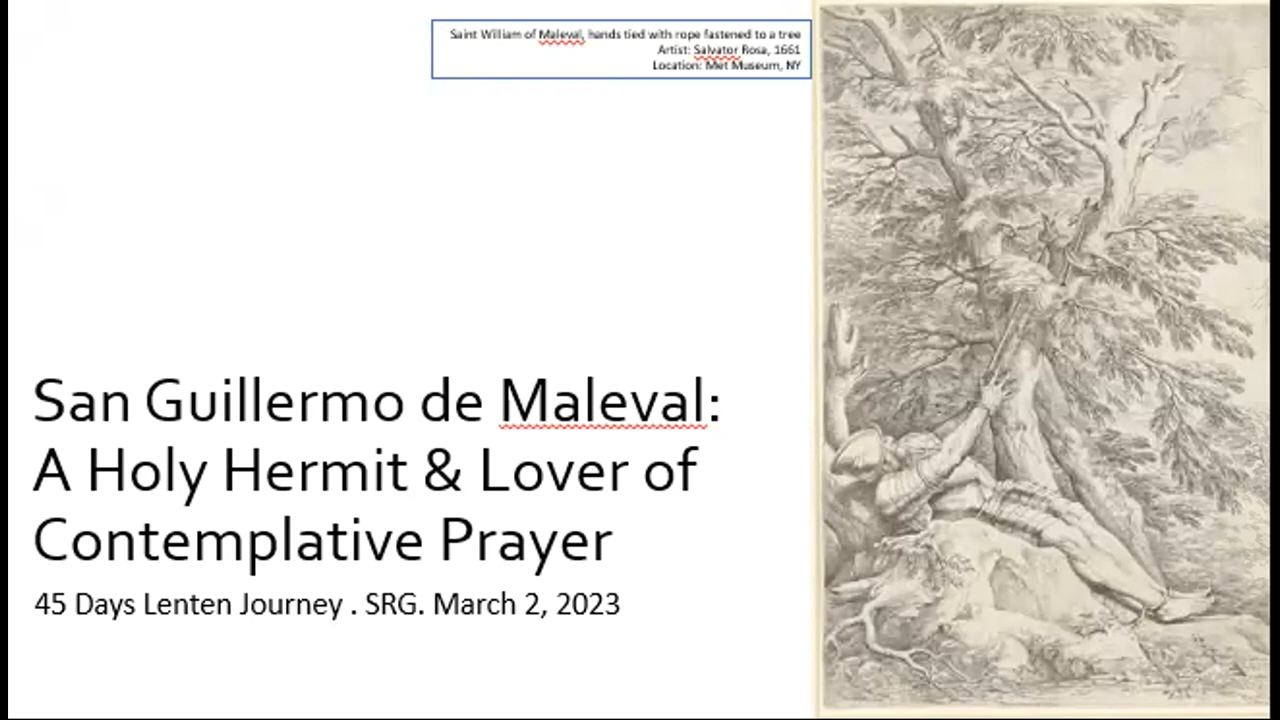 Saint William of Maleval, hands tied with rope fastened to a tree
Artist: Salvator Rosa, 1661
Location: Met Museum, NY
San Guillermo de Maleval:
A Holy Hermit & Lover of
Contemplative Prayer
45 Days Lenten Journey . SRG. March 2, 2023